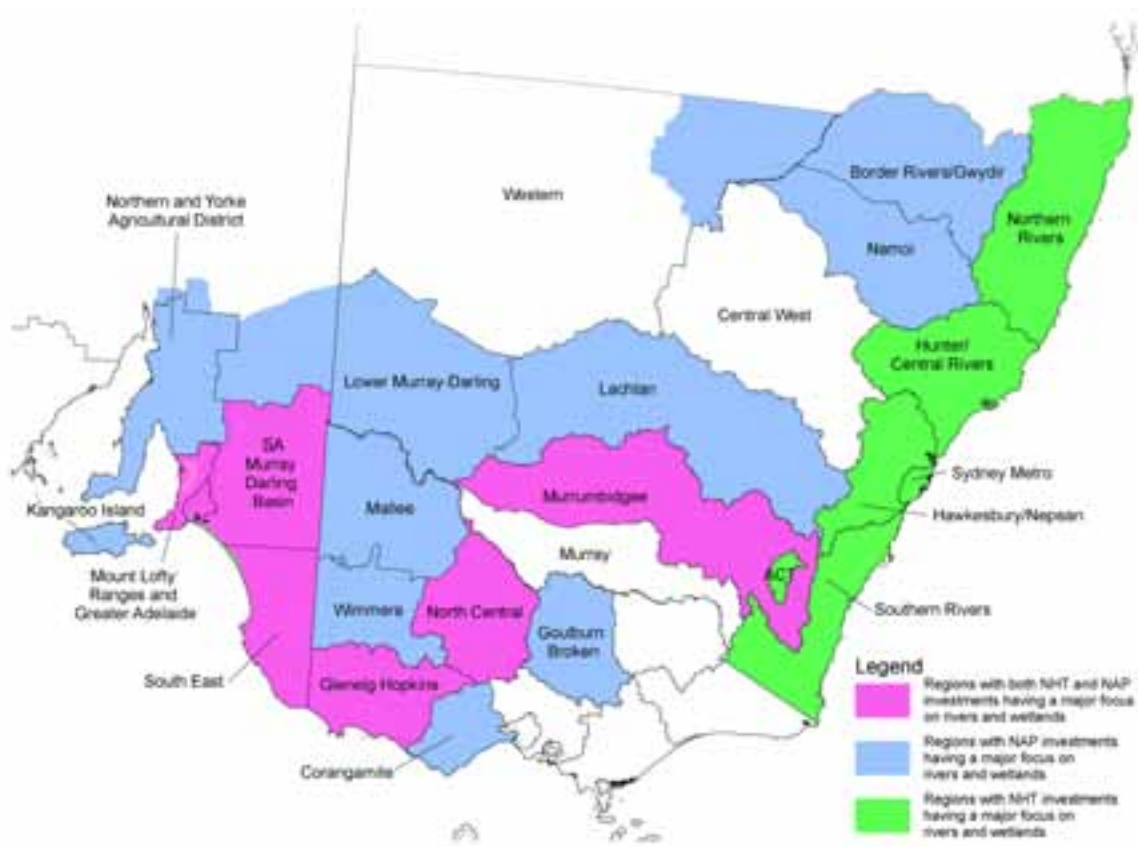 Northern and Yorke
Agricultural District
Western
Border Rivers/Gwydir
Northern
Rivers
Namoi
Central West
Hunter/
Central Rivers
Lower Murray-Darling
Lachlan
SA
Murray
Darling
Basin
Sydney Metro
Murrumbidgee
Mallee
Hawkesbury/Nepean
Kangaroo Island
Murray
ACT
Mount Lofty
Ranges and
Greater Adelaide
Wimmera
North Central
Southern Rivers
Goulburn
Broken
South East
Glenelg Hopkins
Corangamite
Legend
Regions with both NHT and NAP
investments having a major focus
on rivers and wetlands
Regions with NAP investments
having a major focus on
rivers and wetlands
Regions with NHT investments
having a major focus on
rivers and wetlands